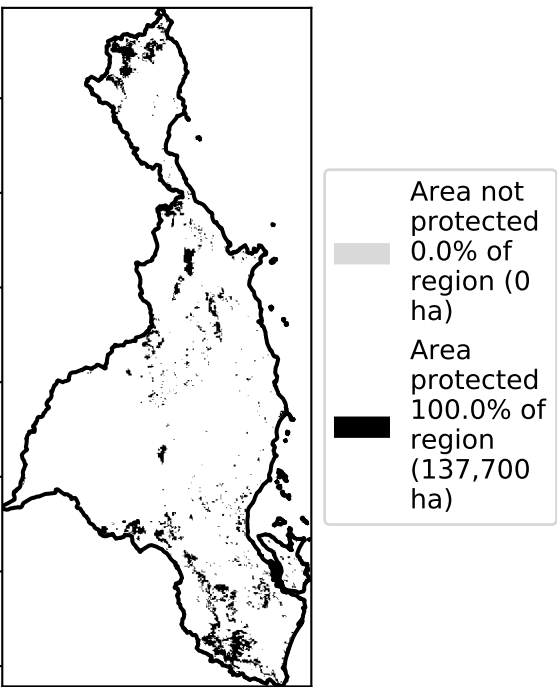 Area not
protected
0.0% of
region (0
ha)
Area
protected
100.0% of
region
(137,700
ha)